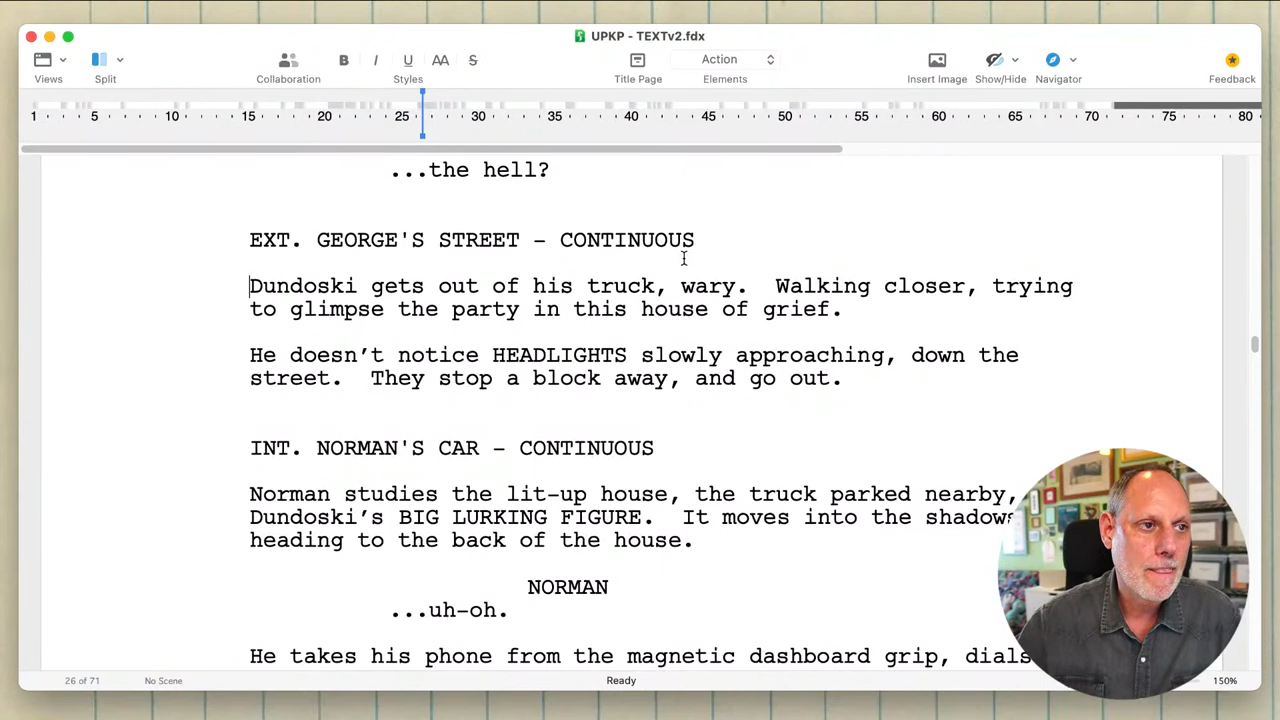 UPKP - TEXTv2.fdx
B I U AA S Action
Views Split Collaboration Styles Title Page Elements Insert Image Show/Hide Navigator Feedback
1 5 10 15 20 25 30 35 40 45 50 55 60 65 70 75 80
...the hell?
EXT. GEORGE'S STREET - CONTINUOUS
Dundoski gets out of his truck, wary.  Walking closer, trying
to glimpse the party in this house of grief.
He doesn’t notice HEADLIGHTS slowly approaching, down the
street.  They stop a block away, and go out.
INT. NORMAN'S CAR - CONTINUOUS
Norman studies the lit-up house, the truck parked nearby,
Dundoski’s BIG LURKING FIGURE.  It moves into the shadows
heading to the back of the house.
NORMAN
...uh-oh.
He takes his phone from the magnetic dashboard grip, dials
26 of 71 No Scene Ready 150%